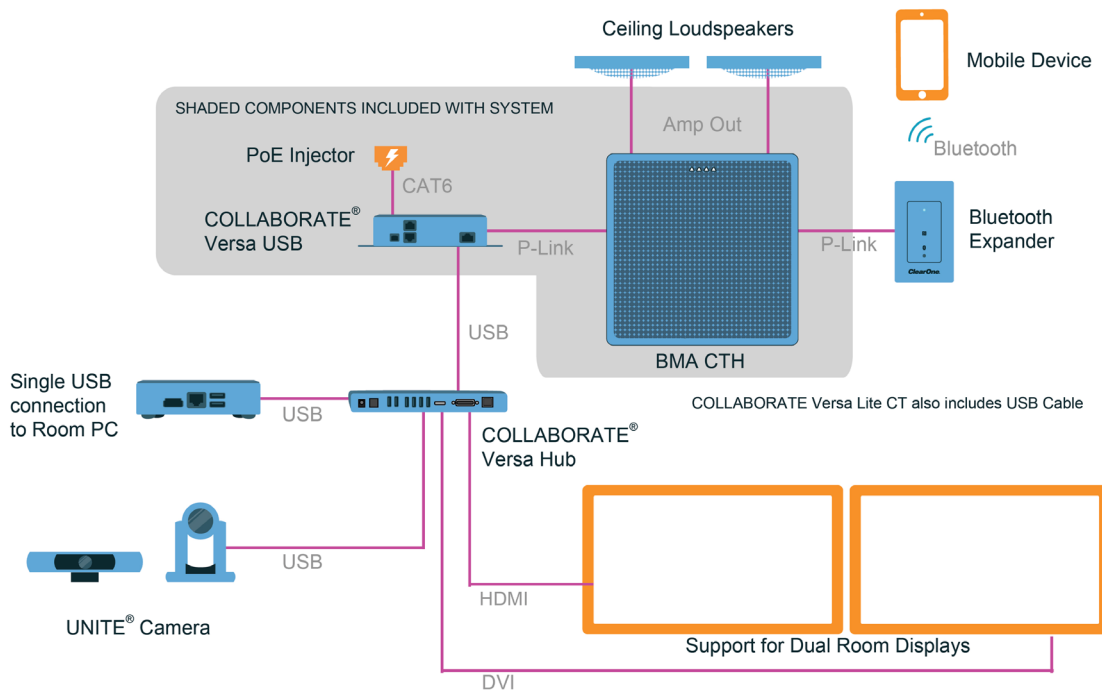 Ceiling Loudspeakers
Mobile Device
SHADED COMPONENTS INCLUDED WITH SYSTEM
Amp Out
Bluetooth
PoE Injector
CAT6
COLLABORATE®
Versa USB
P-Link
P-Link
Bluetooth
Expander
ClearOne
USB
BMA CTH
Single USB
connection
to Room PC
USB
COLLABORATE Versa Lite CT also includes USB Cable
COLLABORATE®
Versa Hub
USB
UNITE® Camera
HDMI
Support for Dual Room Displays
DVI